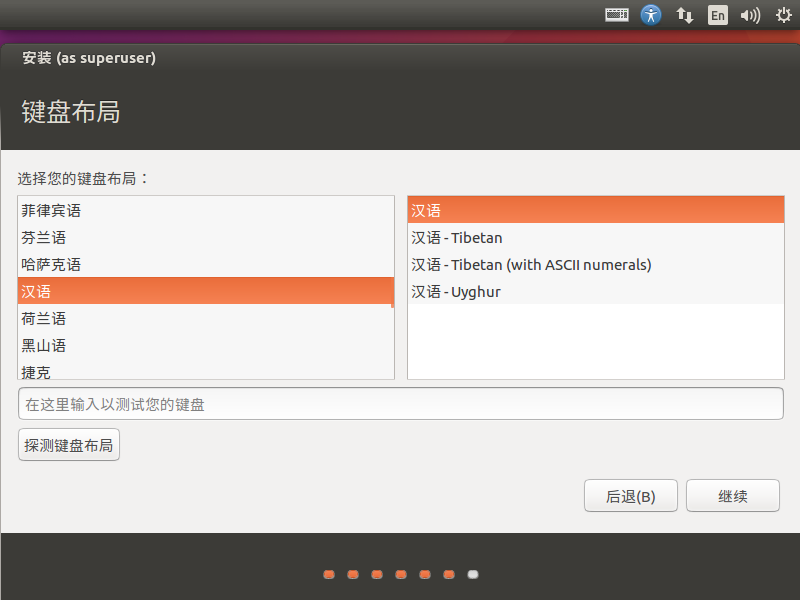 En
安装 (as superuser)
键盘布局
选择您的键盘布局：
菲律宾语
芬兰语
哈萨克语
汉语
荷兰语
黑山语
捷克
汉语
汉语 - Tibetan
汉语 - Tibetan (with ASCII numerals)
汉语 - Uyghur
在这里输入以测试您的键盘
探测键盘布局
后退(B)
继续